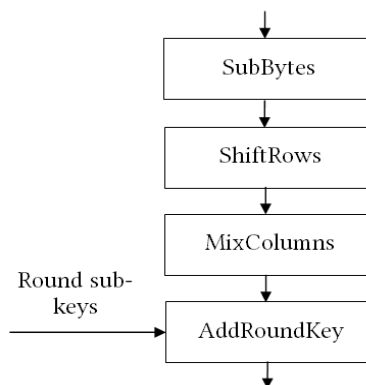 SubBytes
ShiftRows
MixColumns
Round sub-
keys
AddRoundKey